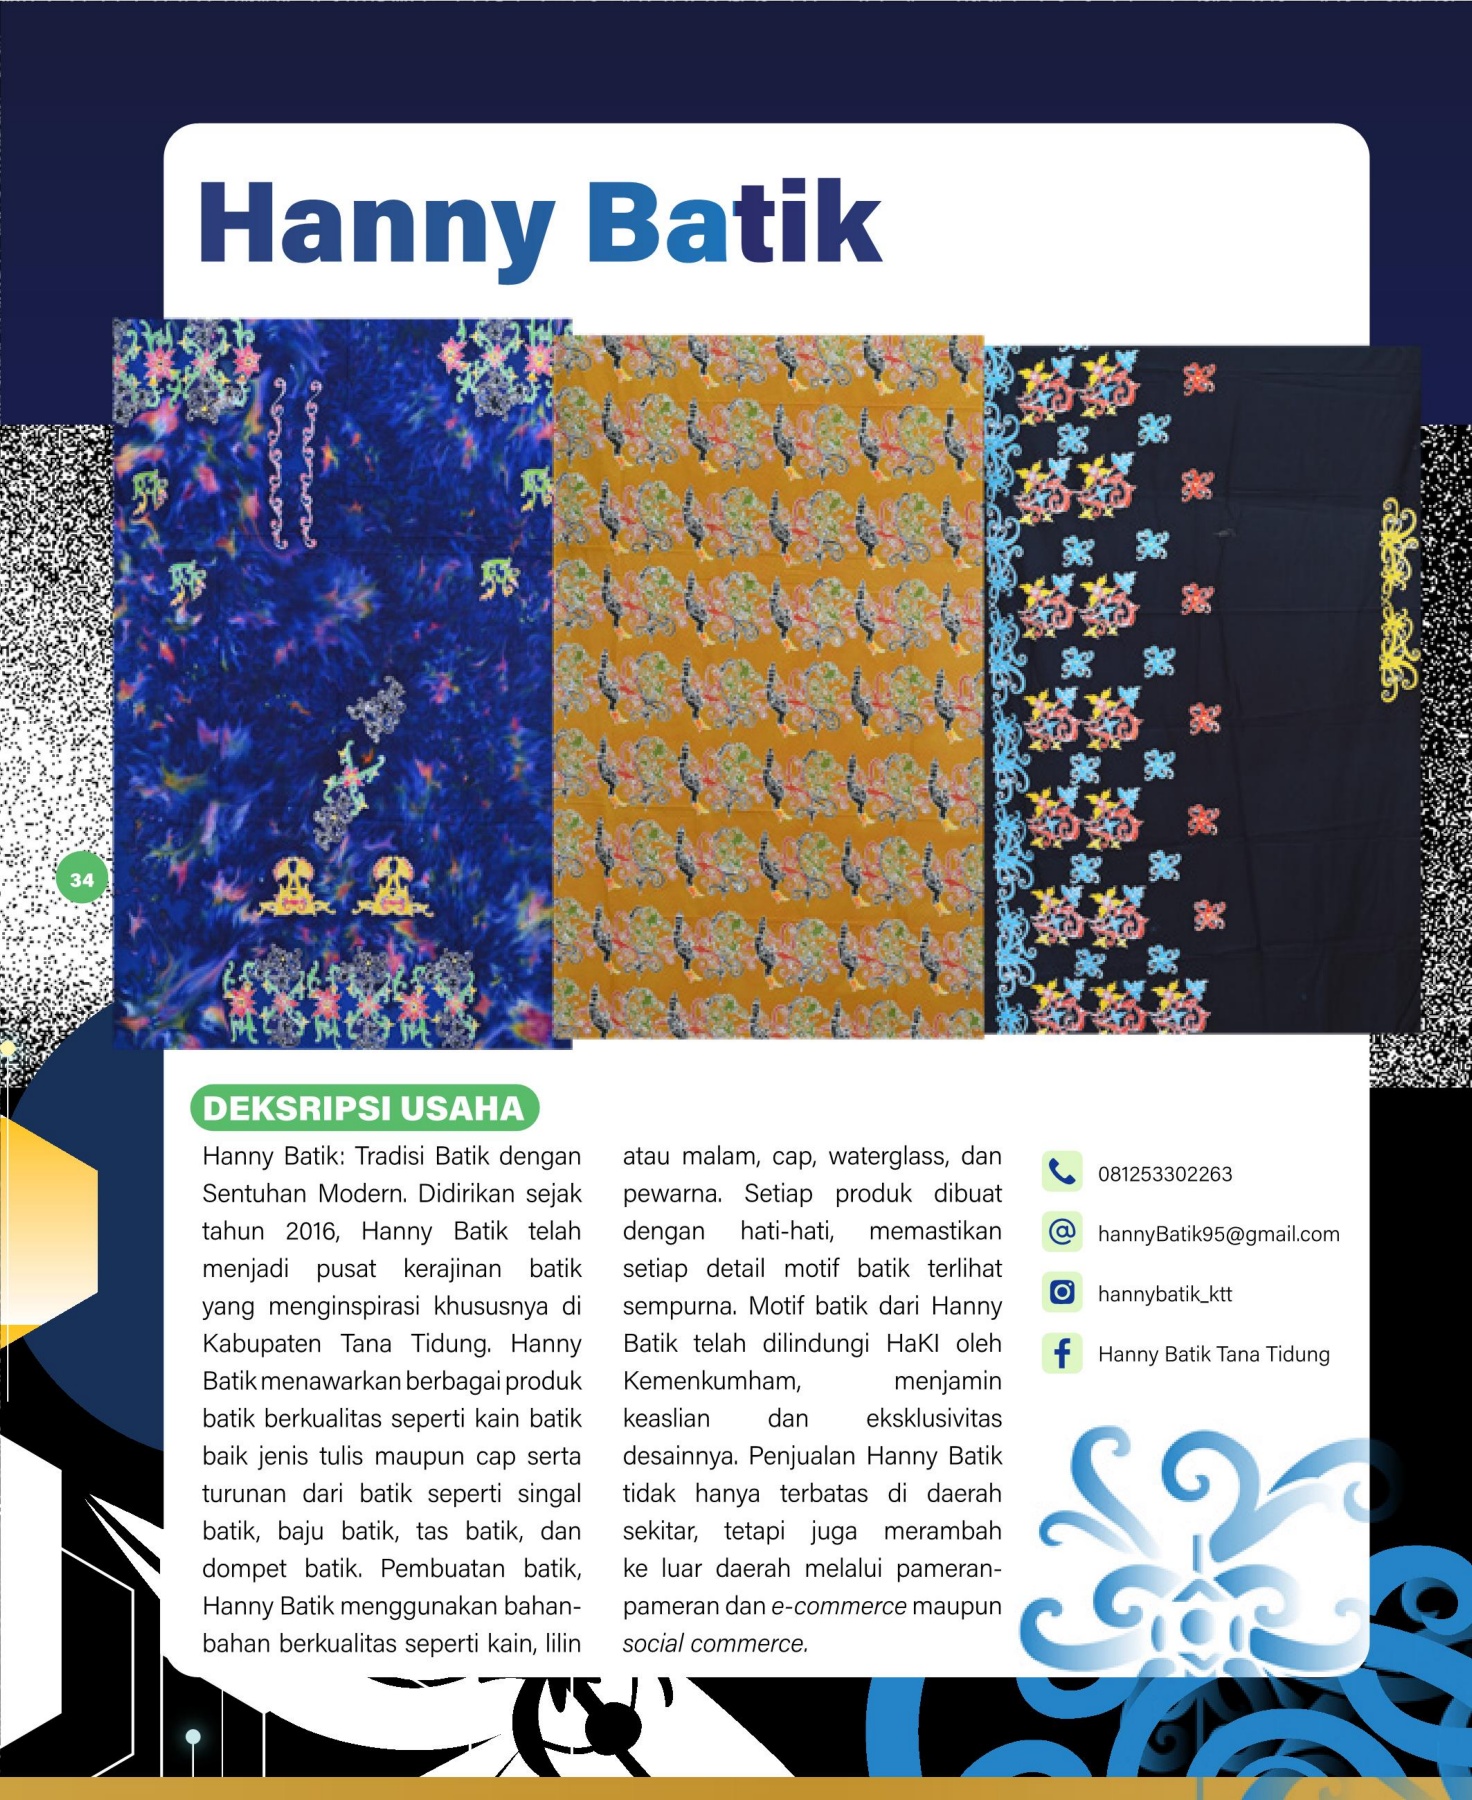 Hanny Batik
34
DEKSRIPSI USAHA
Hanny Batik: Tradisi Batik dengan
Sentuhan Modern. Didirikan sejak
tahun 2016, Hanny Batik telah
menjadi pusat kerajinan batik
yang menginspirasi khususnya di
Kabupaten Tana Tidung. Hanny
Batik menawarkan berbagai produk
batik berkualitas seperti kain batik
baik jenis tulis maupun cap serta
turunan dari batik seperti singal
batik, baju batik, tas batik, dan
dompet batik. Pembuatan batik,
Hanny Batik menggunakan bahan-
bahan berkualitas seperti kain, lilin
atau malam, cap, waterglass, dan
pewarna. Setiap produk dibuat
dengan hati-hati, memastikan
setiap detail motif batik terlihat
sempurna. Motif batik dari Hanny
Batik telah dilindungi HaKI oleh
Kemenkumham, menjamin
keaslian dan eksklusivitas
desainnya. Penjualan Hanny Batik
tidak hanya terbatas di daerah
sekitar, tetapi juga merambah
ke luar daerah melalui pameran-
pameran dan e-commerce maupun
social commerce.
081253302263
hannyBatik95@gmail.com
hannybatik_ktt
Hanny Batik Tana Tidung